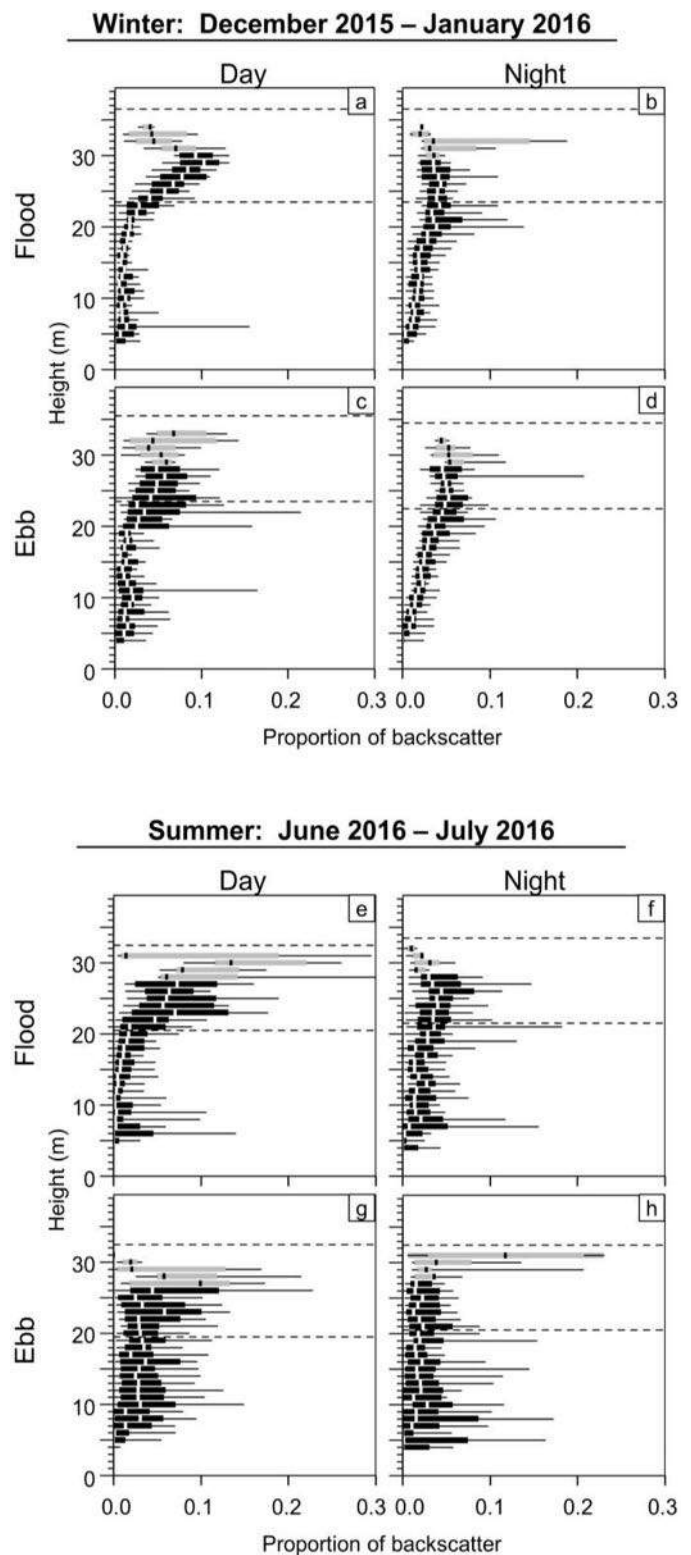 Winter: December 2015 – January 2016
Day Night
a b
Flood
30
20
10
0
Height (m)
c d
Ebb
30
20
10
0
0.0 0.1 0.2 0.3 0.0 0.1 0.2 0.3
Proportion of backscatter
Summer: June 2016 – July 2016
Day Night
e f
Flood
30
20
10
0
Height (m)
g h
Ebb
30
20
10
0
0.0 0.1 0.2 0.3 0.0 0.1 0.2 0.3
Proportion of backscatter